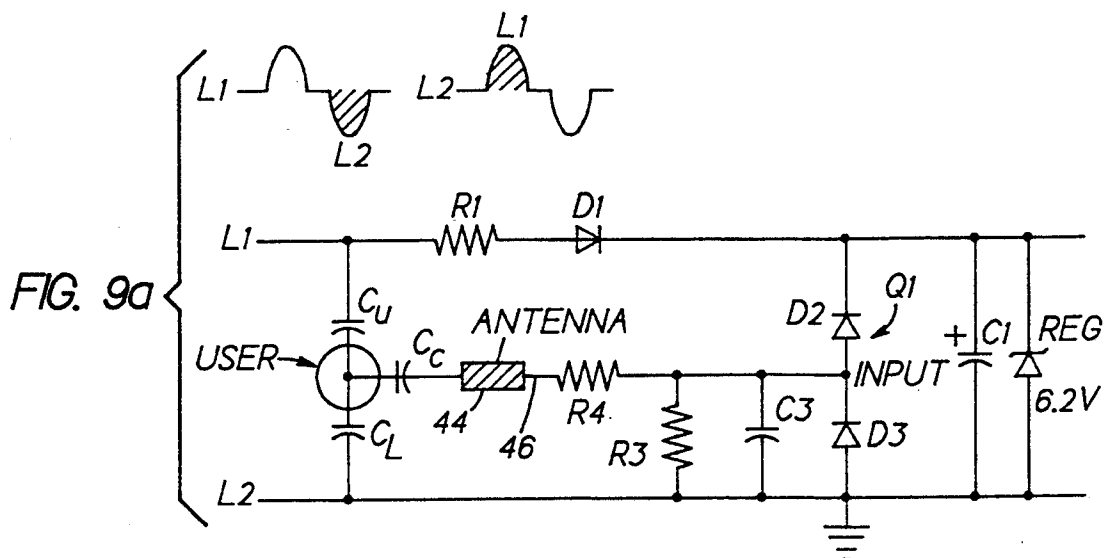 L1
L1
L2
L2
FIG. 9a
L1
R1
D1
Cu
USER
Cc
ANTENNA
44
46
R4
INPUT
D2
Q1
+
C1
REG
6.2V
CL
R3
C3
D3
L2